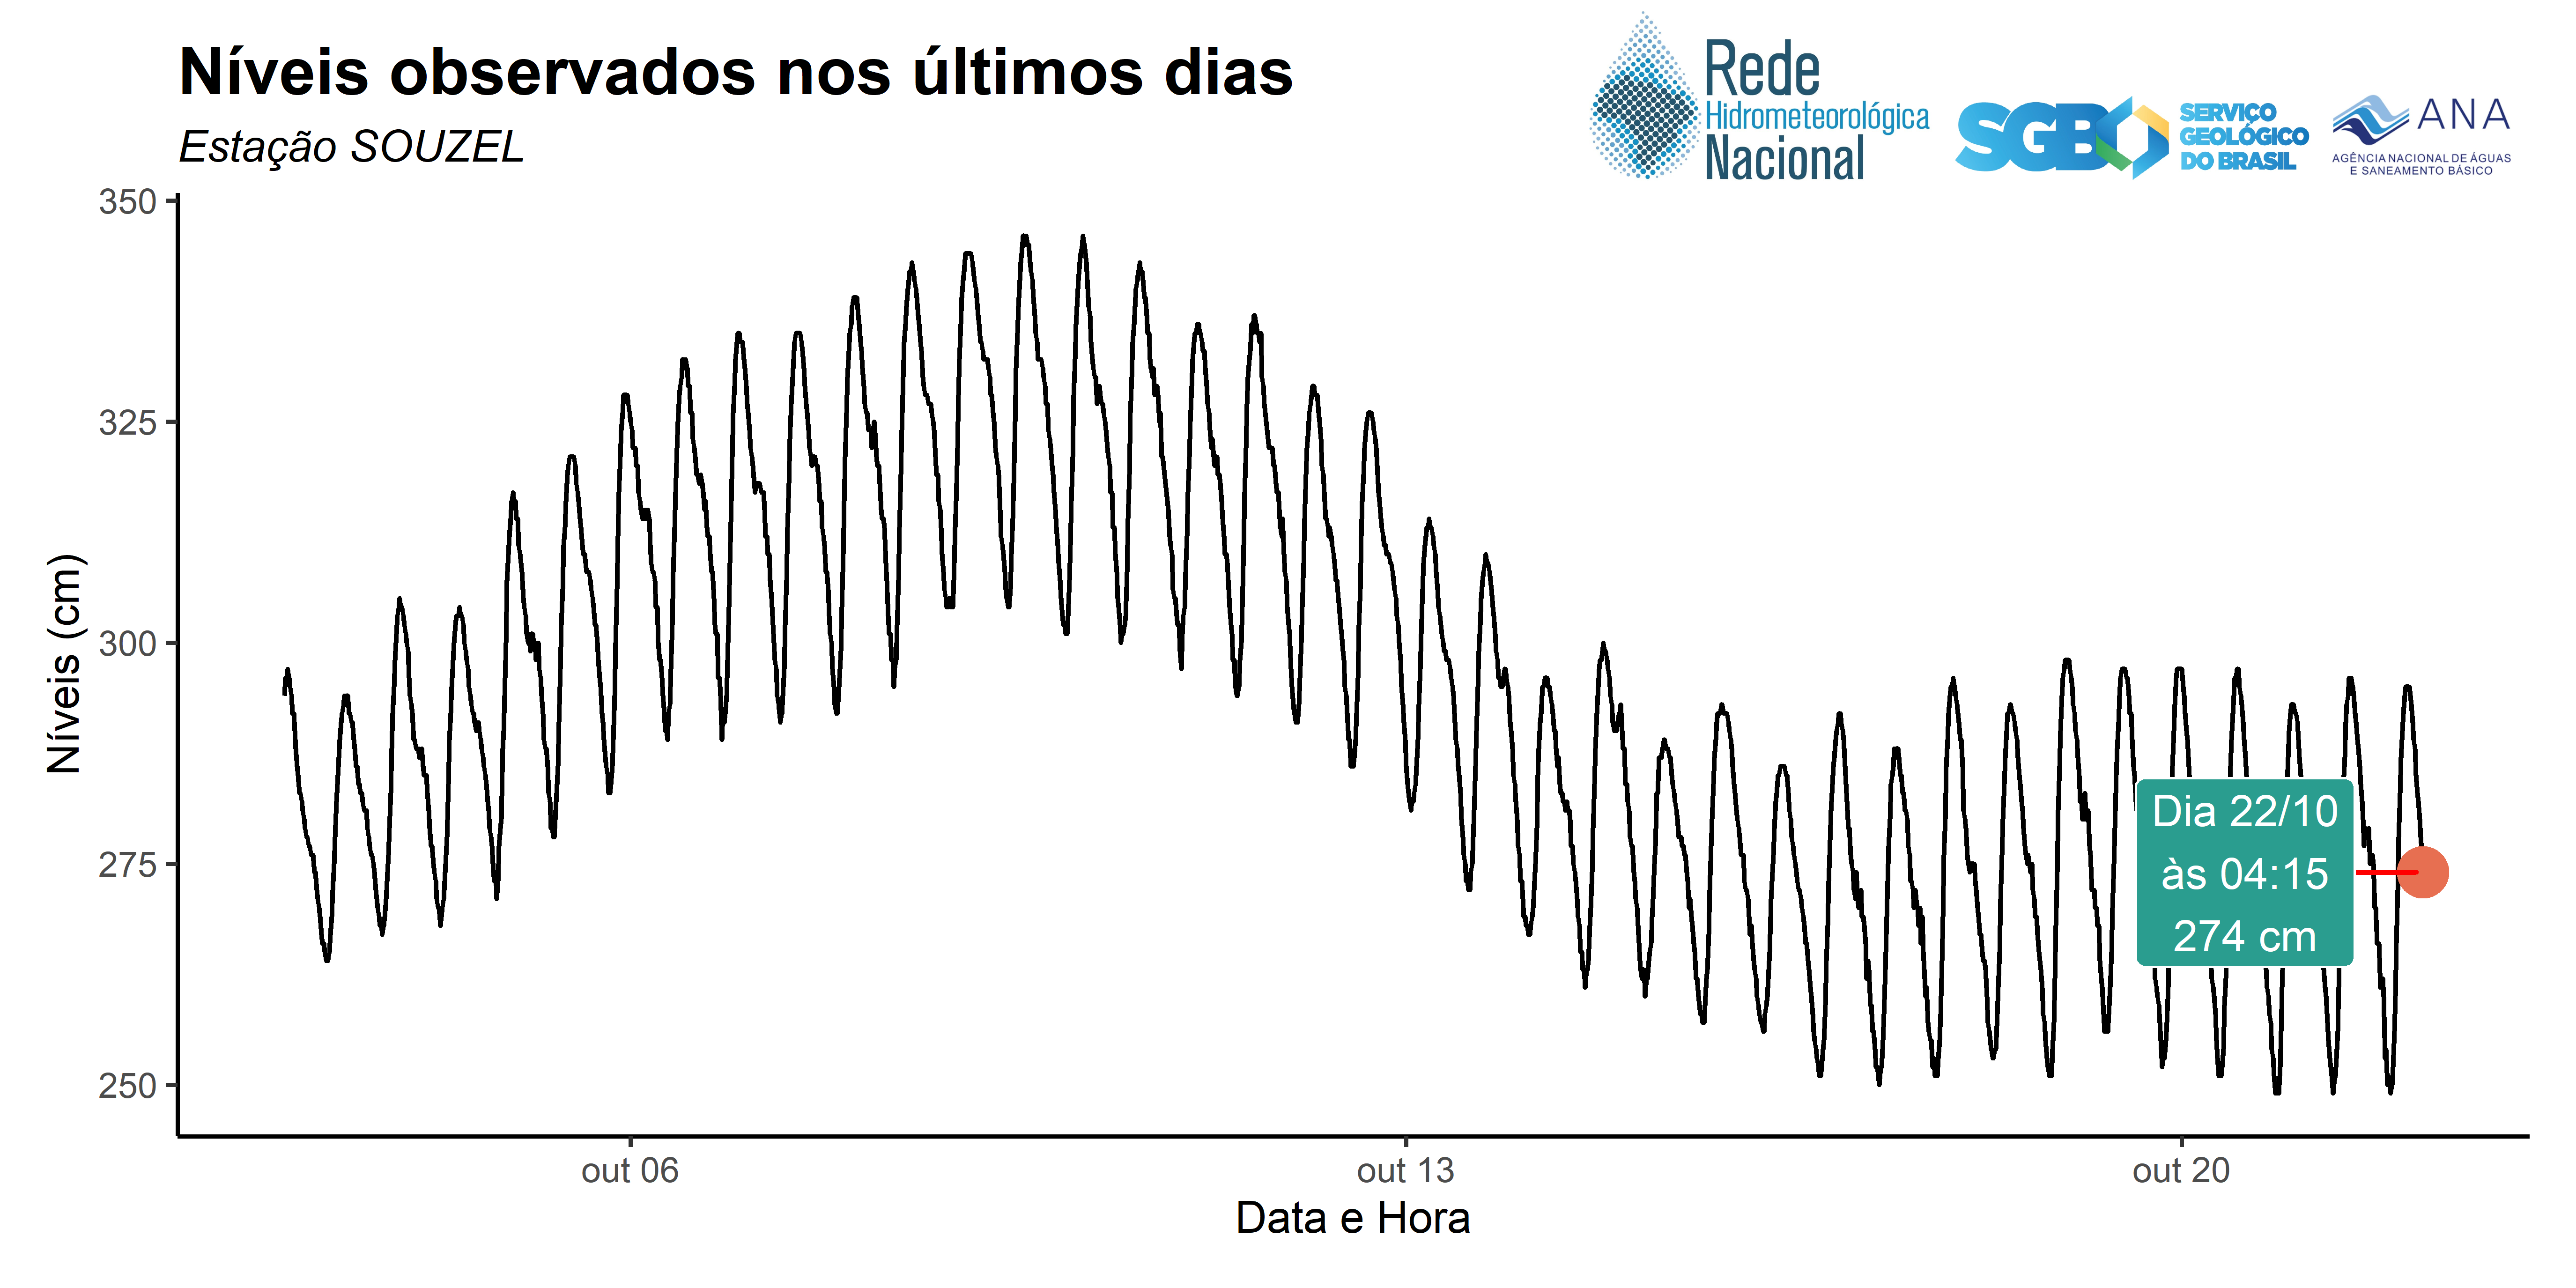 Níveis observados nos últimos dias
Estação SOUZEL
Rede
Hidrometeorológica
Nacional
SGB
SERVIÇO
GEOLÓGICO
DO BRASIL
ANA
AGÊNCIA NACIONAL DE ÁGUAS
E SANEAMENTO BÁSICO
350
325
300
275
250
Níveis (cm)
Dia 22/10
às 04:15
274 cm
out 06
out 13
out 20
Data e Hora